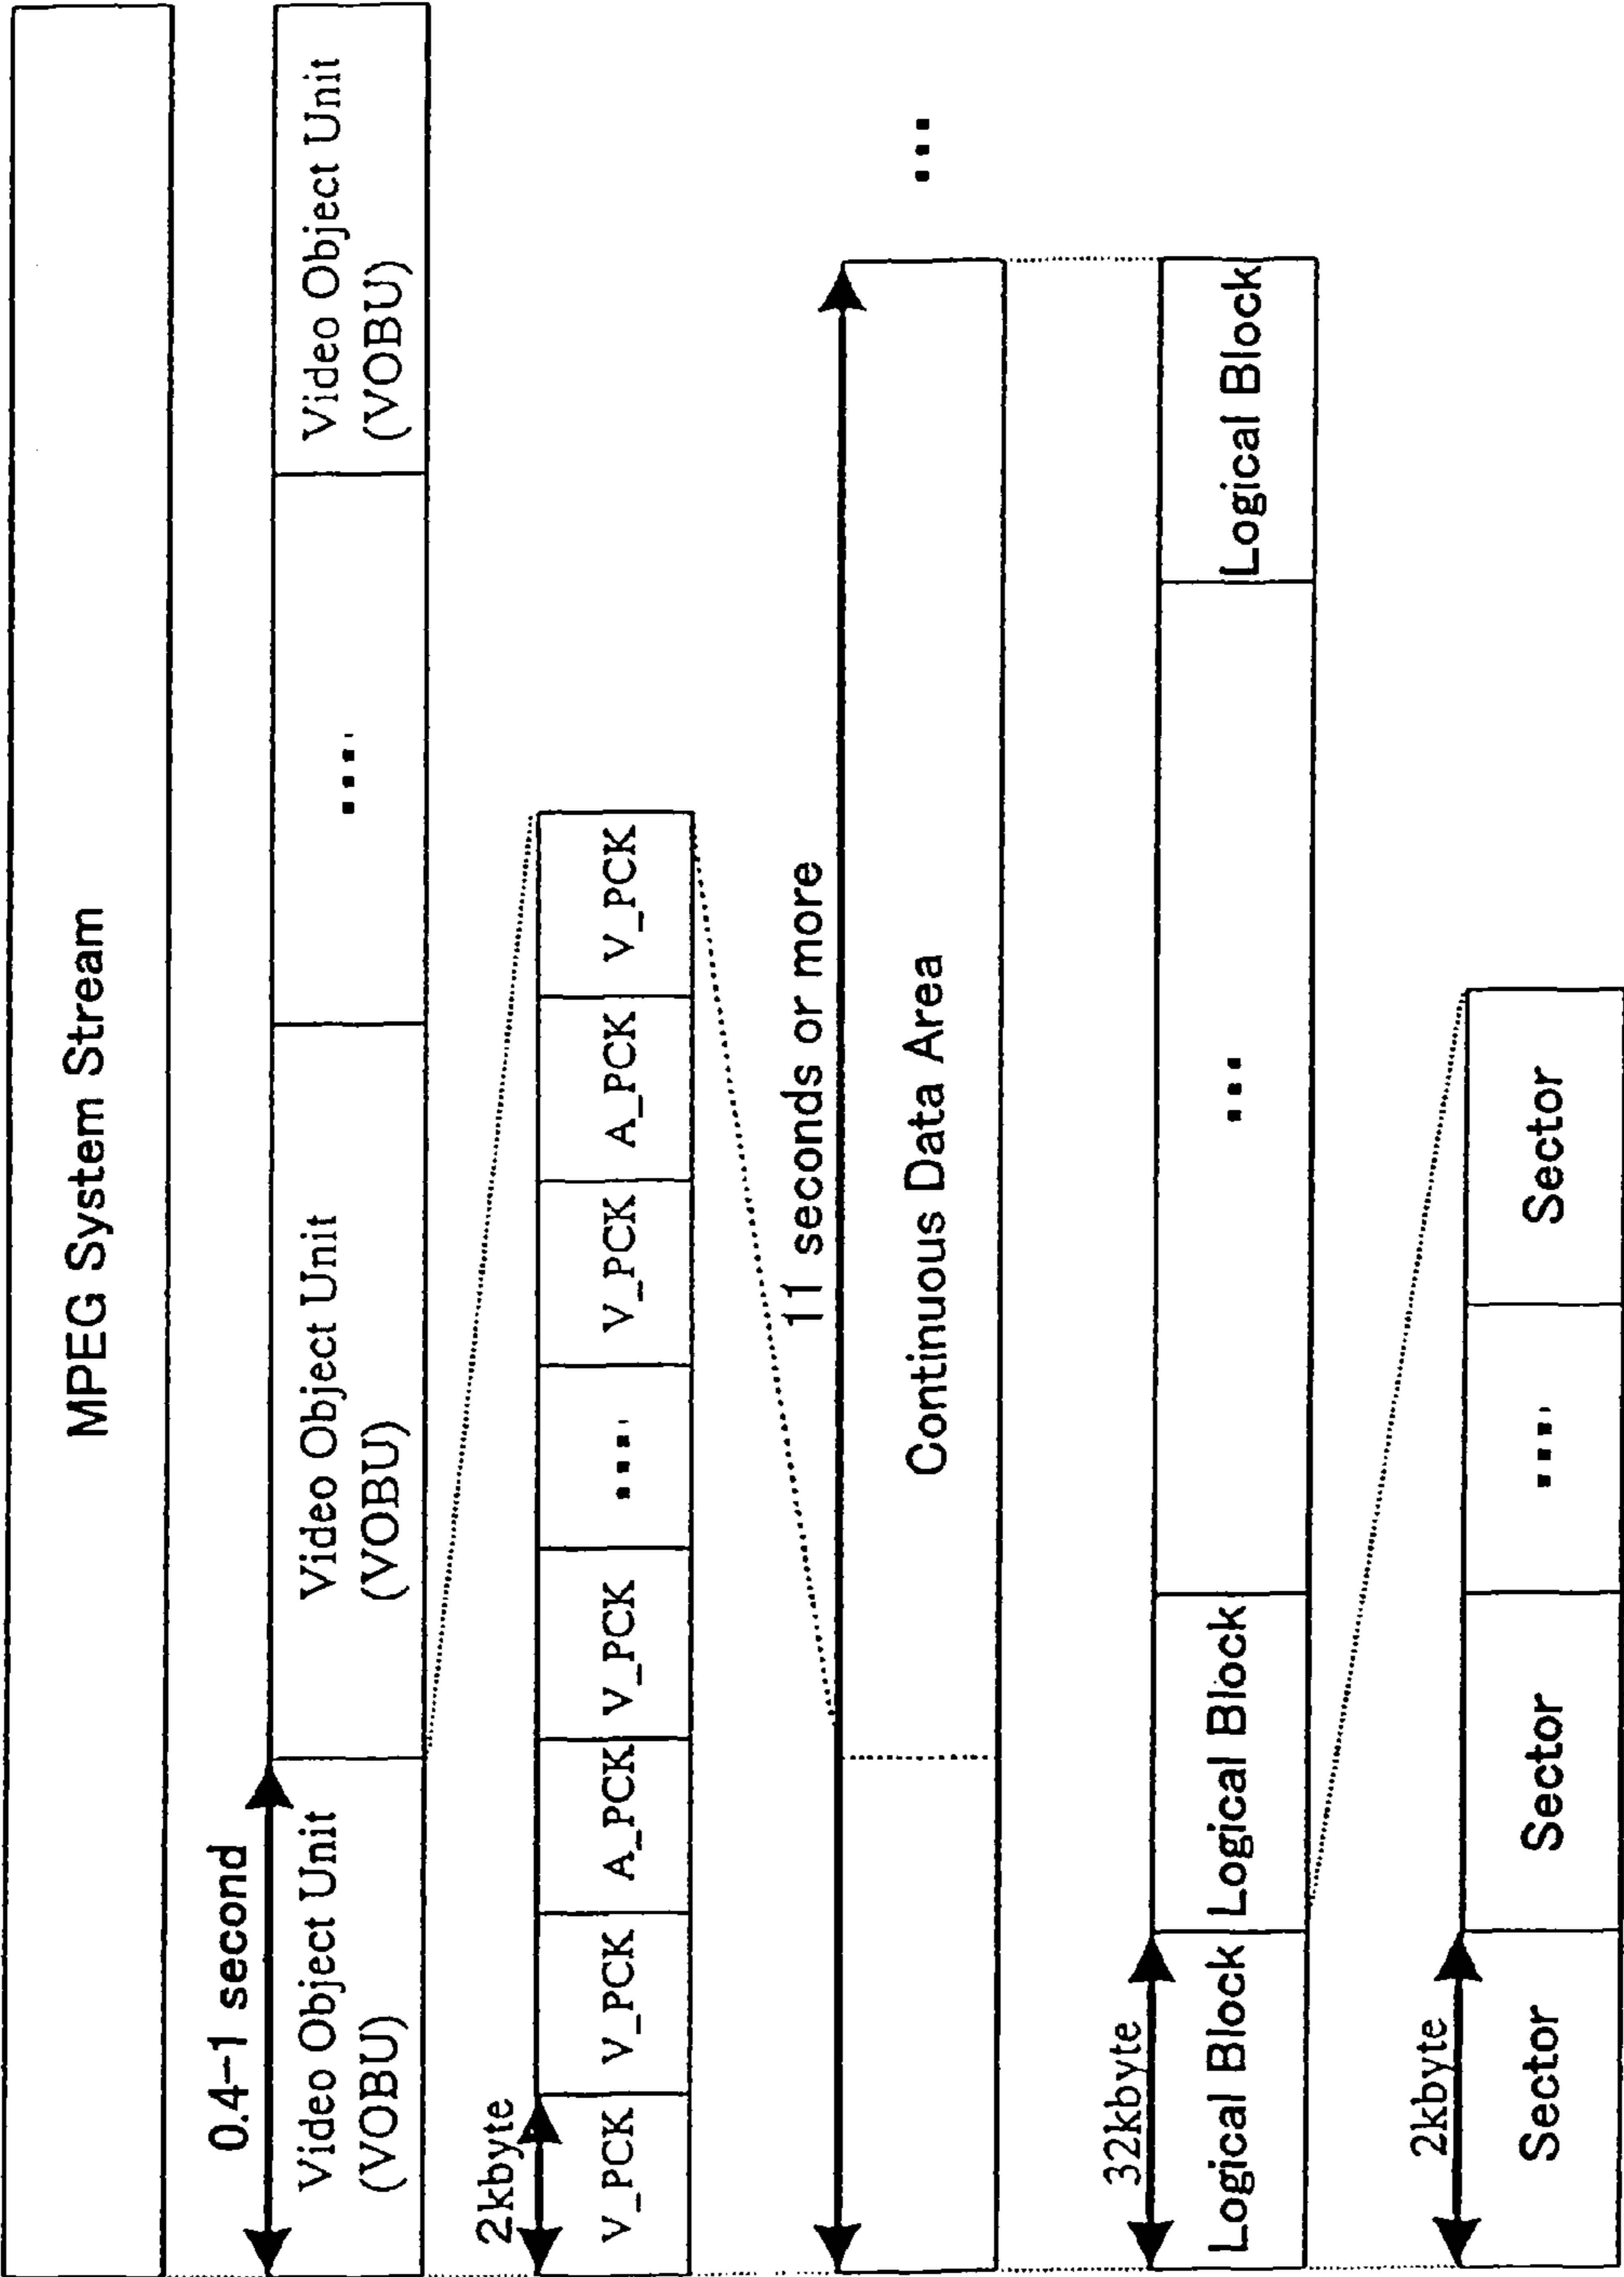 MPEG System Stream
0.4-1 second
Video Object Unit
(VOBU)
Video Object Unit
(VOBU)
....
Video Object Unit
(VOBU)
2kbyte
V_PCK
V_PCK
A_PCK
V_PCK
....
V_PCK
A_PCK
V_PCK
11 seconds or more
Continuous Data Area
...
32kbyte
Logical Block
Logical Block
...
Logical Block
2kbyte
Sector
Sector
....
Sector